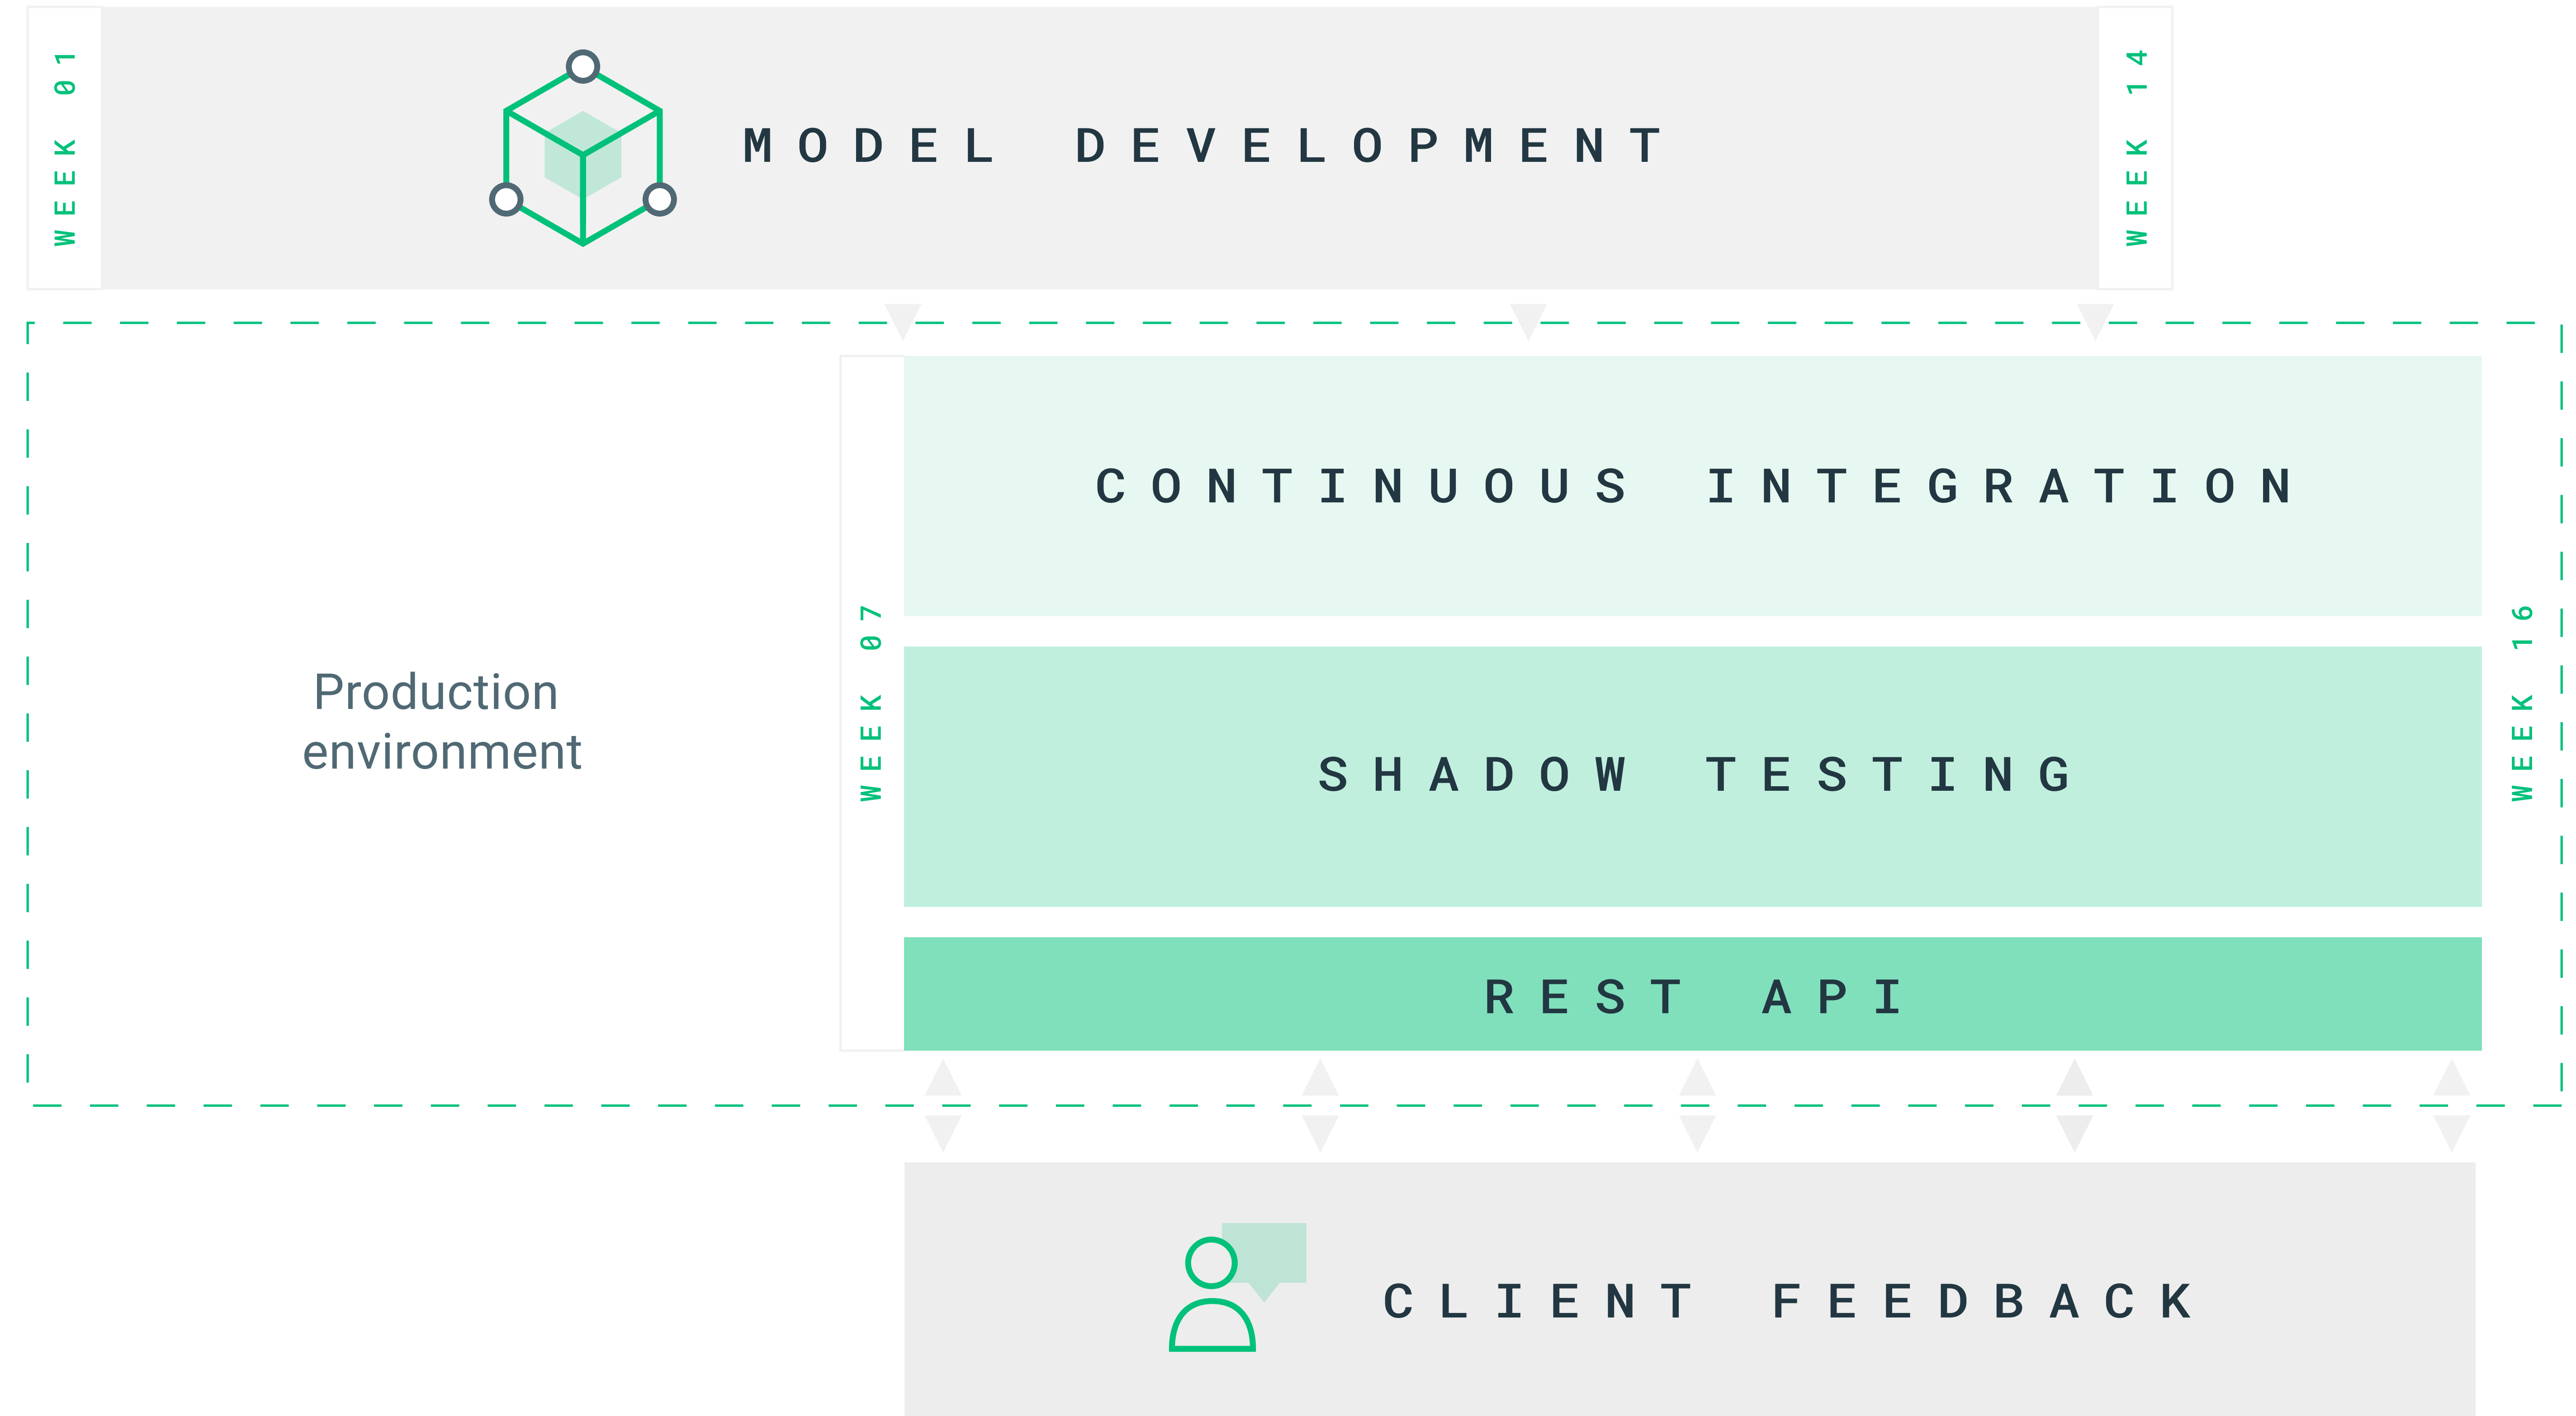 WEEK 01
MODEL DEVELOPMENT
WEEK 14
CONTINUOUS INTEGRATION
Production
environment
WEEK 07
SHADOW TESTING
WEEK 16
REST API
CLIENT FEEDBACK